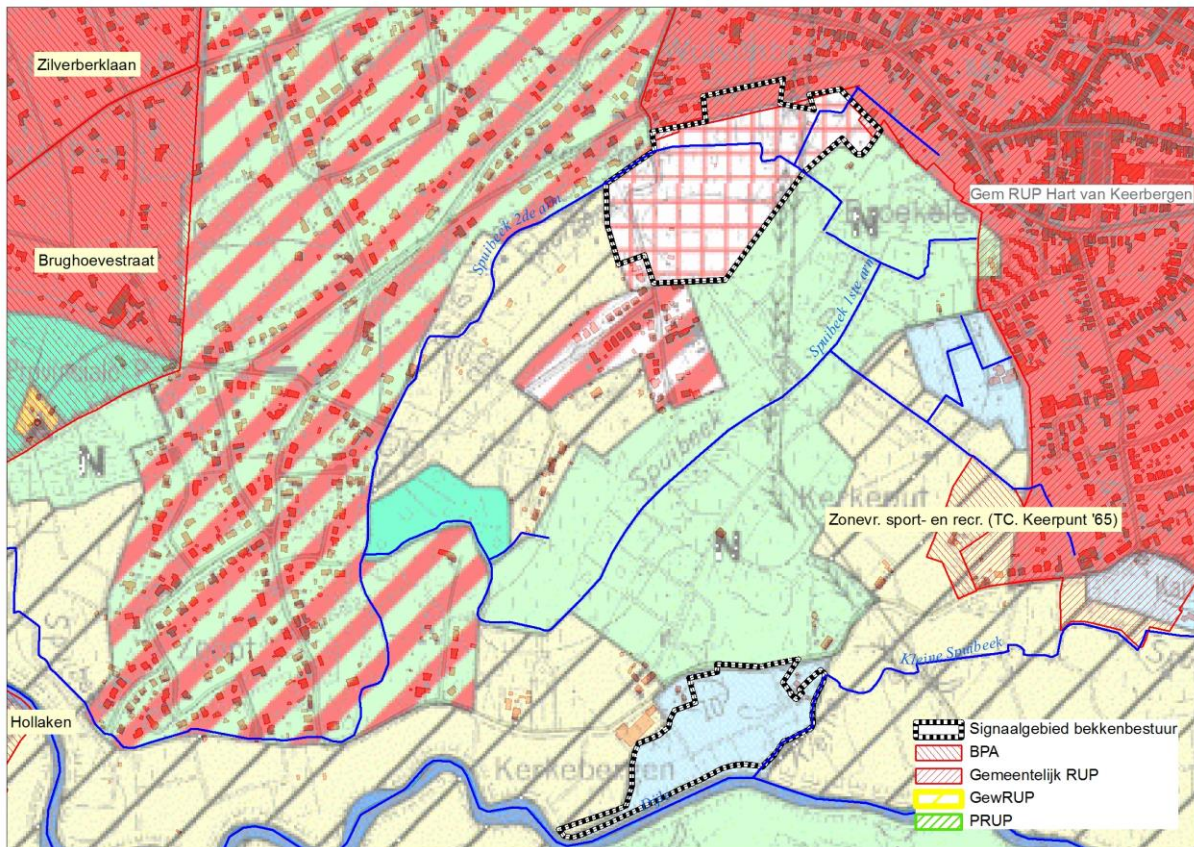 Zilverberklaan
Gem RUP Hart van Keerbergen
Spuibeek 2de arm
N
Brughoevestraat
Spuibeek 1ste arm
N
Spuibeek
Kerkeput
Zonevr. sport- en recr. (TC. Keerpunt '65)
N
Kleine Spuibeek
Hollaken
Kerkebergen
Signaalgebied bekkenbestuur
BPA
Gemeentelijk RUP
GewRUP
PRUP